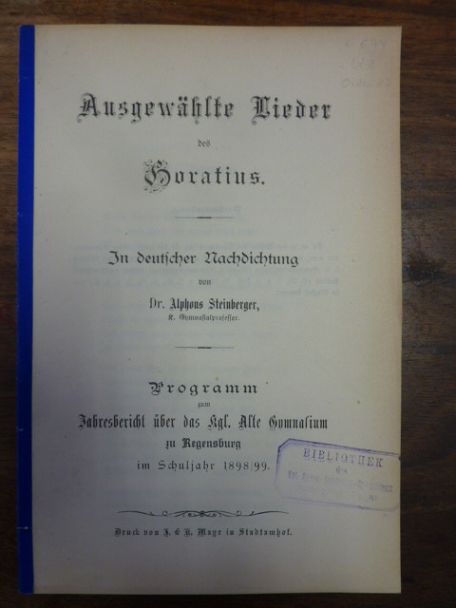 Ausgewählte Lieder
des
Horatius.
In deutscher Nachdichtung
von
Dr. Alphons Steinberger,
K. Gymnasialprofessor.
Programm
zum
Jahresbericht über das Kgl. Alte Gymnasium
zu Regensburg
im Schuljahr 1898/99.
BIBLIOTHEK
Druck von J. & K. Mayr in Stadtamhof.